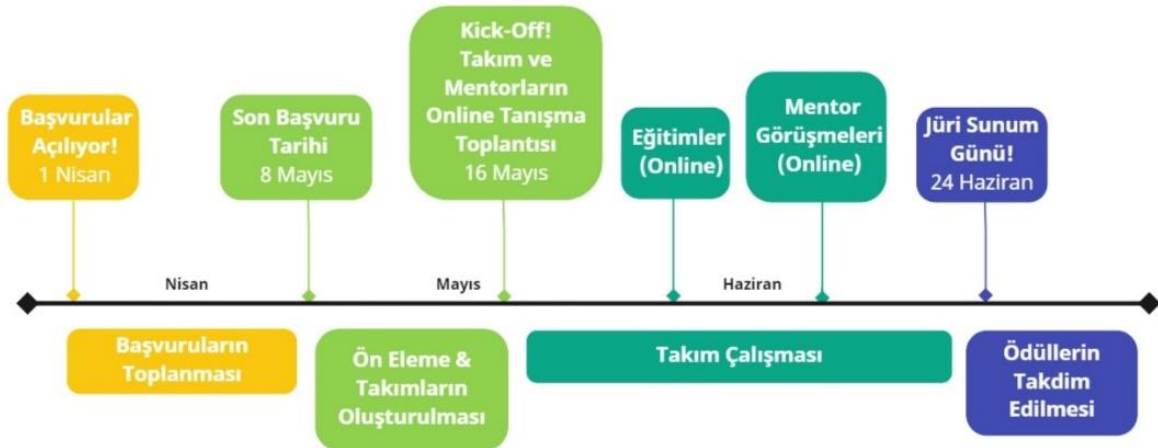 Başvurular
Açılıyor!
1 Nisan
Son Başvuru
Tarihi
8 Mayıs
Kick-Off!
Takım ve
Mentorların
Online Tanışma
Toplantısı
16 Mayıs
Eğitimler
(Online)
Mentor
Görüşmeleri
(Online)
Jüri Sunum
Günü!
24 Haziran
Nisan
Mayıs
Haziran
Başvuruların
Toplanması
Ön Eleme &
Takımların
Oluşturulması
Takım Çalışması
Ödüllerin
Takdim
Edilmesi